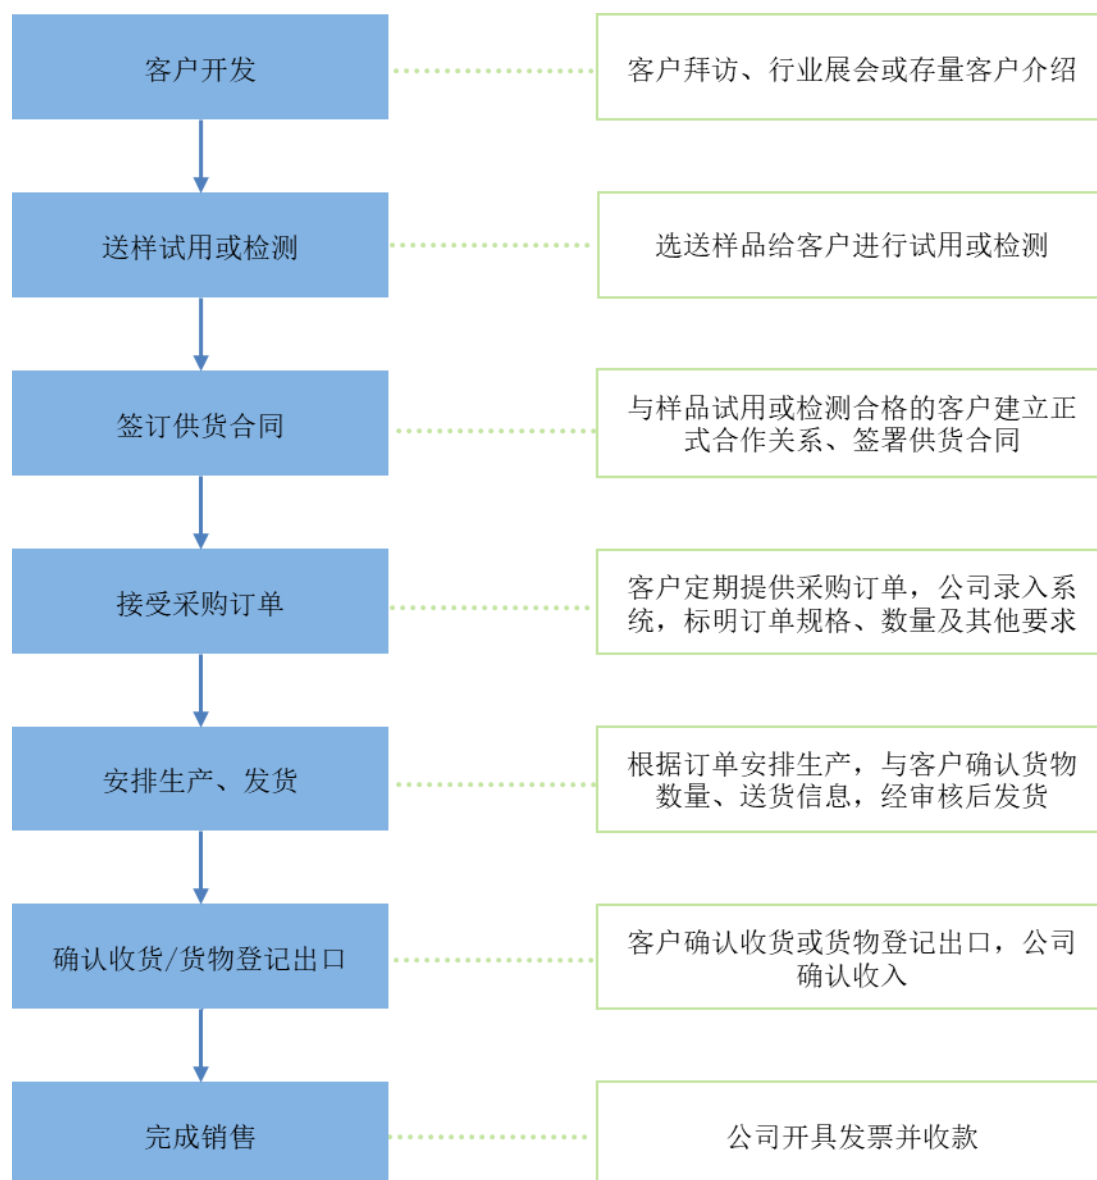 客户开发
客户拜访、行业展会或存量客户介绍
送样试用或检测
选送样品给客户进行试用或检测
签订供货合同
与样品试用或检测合格的客户建立正
式合作关系、签署供货合同
接受采购订单
客户定期提供采购订单，公司录入系
统，标明订单规格、数量及其他要求
安排生产、发货
根据订单安排生产，与客户确认货物
数量、送货信息，经审核后发货
确认收货/货物登记出口
客户确认收货或货物登记出口，公司
确认收入
完成销售
公司开具发票并收款